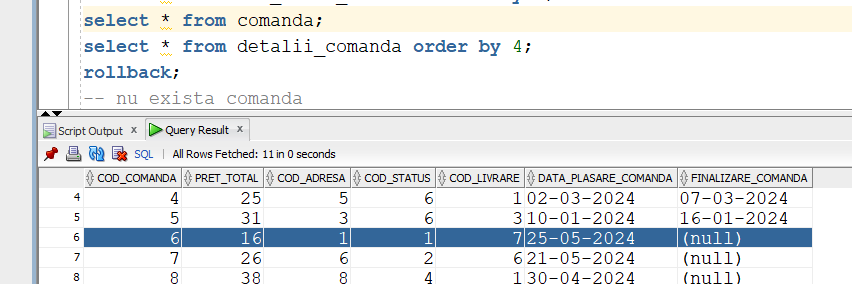 select * from comanda;
select * from detalii_comanda order by 4;
rollback;
-- nu exista comanda
Script Output x Query Result x
SQL | All Rows Fetched: 11 in 0 seconds
COD_COMANDA PRET_TOTAL COD_ADRESA COD_STATUS COD_LIVRARE DATA_PLASARE_COMANDA FINALIZARE_COMANDA
4 4 25 5 6 1 02-03-2024 07-03-2024
5 5 31 3 6 3 10-01-2024 16-01-2024
6 6 16 1 1 7 25-05-2024 (null)
7 7 26 6 2 6 21-05-2024 (null)
8 8 38 8 4 1 30-04-2024 (null)